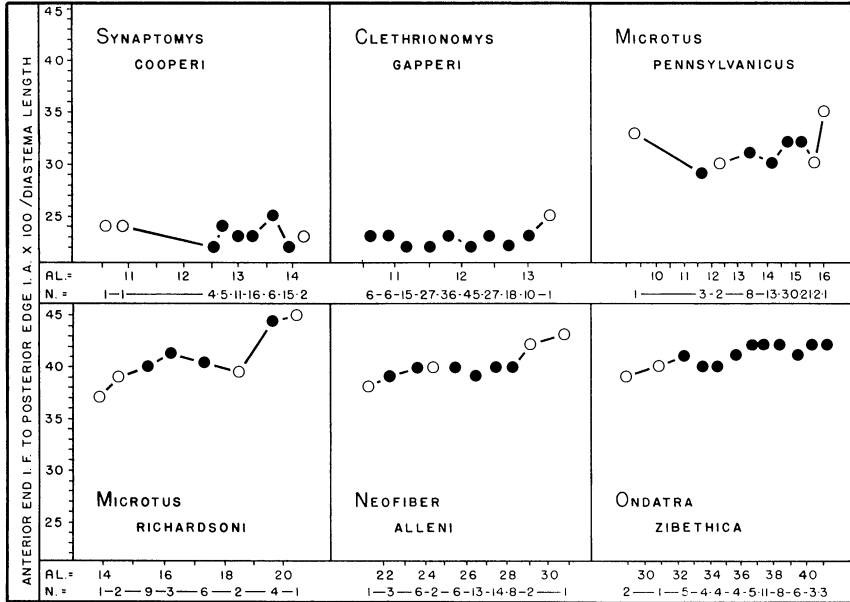 ANTERIOR END I.F. TO POSTERIOR EDGE I.A. X 100/DIASTEMA LENGTH
45
40
35
30
25
SYNAPTOMYS
COOPERI
CLETHRIONOMYS
GAPPERI
MICROTUS
PENNSYLVANICUS
AL.= 11 12 13 14 11 12 13 10 11 12 13 14 15 16
N. = 1-1 4·5·11-16·6·15·2 6-6-15-27·36·45·27·18·10-1 1 3-2 8-13·30212·1
45
40
35
30
25
MICROTUS
RICHARDSONI
NEOFIBER
ALLENI
ONDATRA
ZIBETHICA
AL.= 14 16 18 20 22 24 26 28 30 30 32 34 36 38 40
N. = 1-2-9-3-6-2-4-1 1-3-6-2-6-13-14·8-2-1 2-1-5-4-4-4·5·11-8-6·3·3